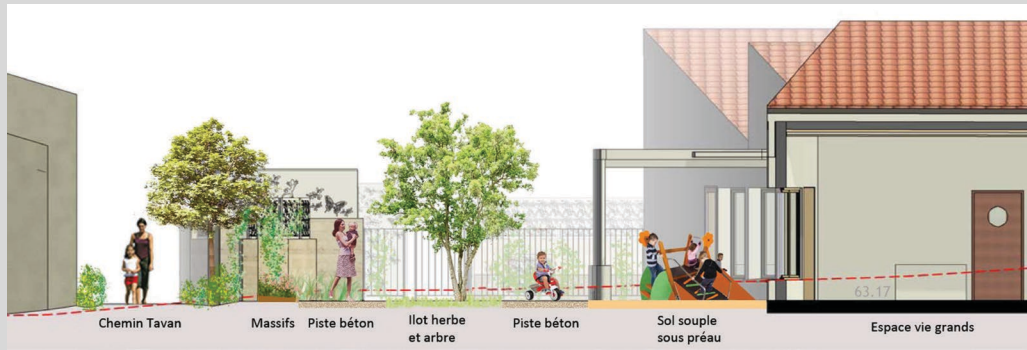 63.17
Chemin Tavan
Massifs
Piste béton
Ilot herbe
et arbre
Piste béton
Sol souple
sous préau
Espace vie grands